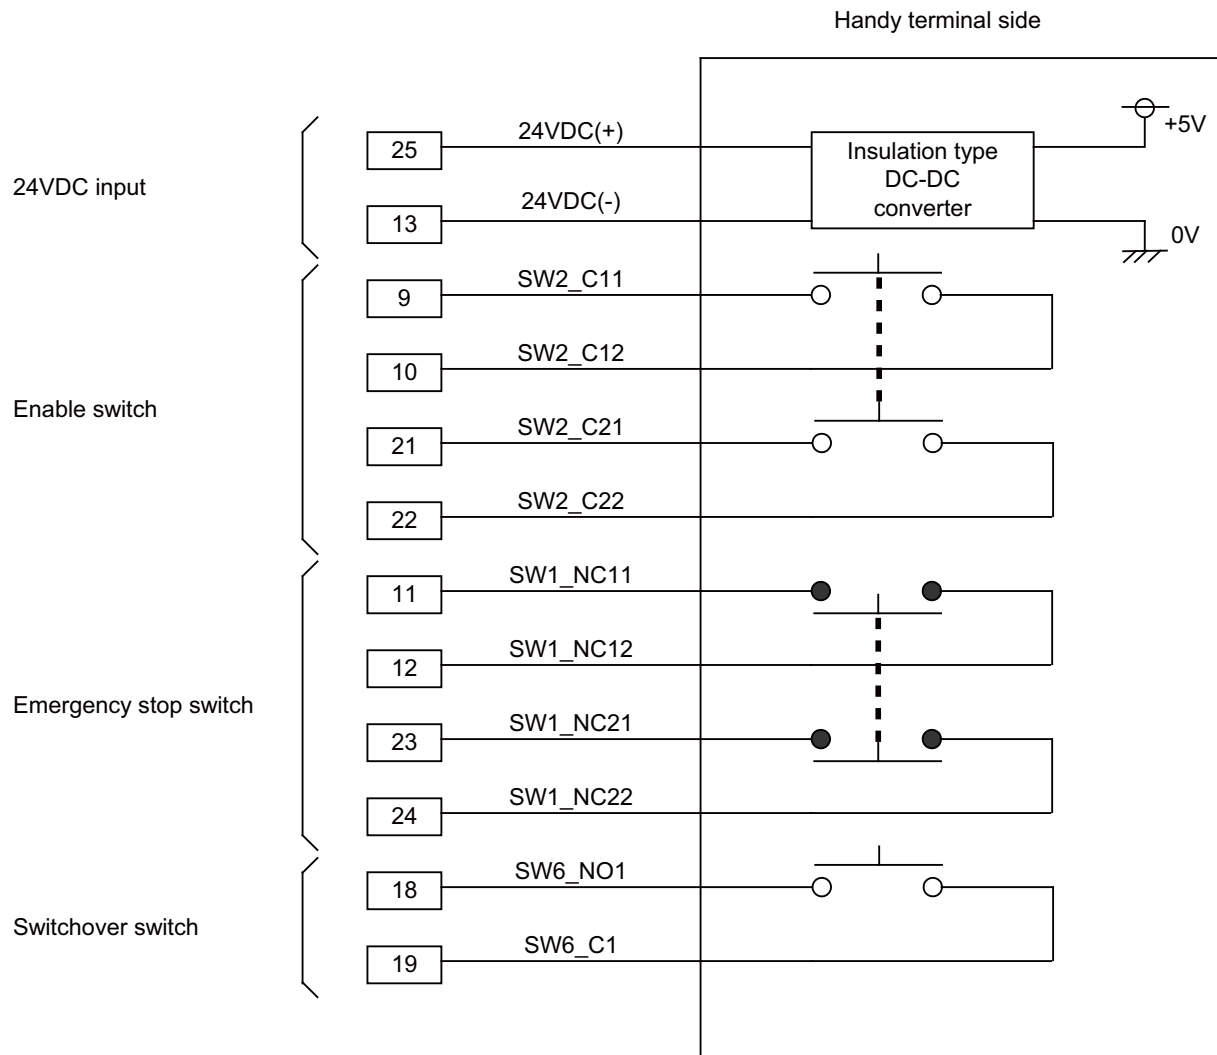 Handy terminal side
24VDC input
25
24VDC(+)
13
24VDC(-)
Insulation type
DC-DC
converter
+5V
0V
Enable switch
9
SW2_C11
10
SW2_C12
21
SW2_C21
22
SW2_C22
Emergency stop switch
11
SW1_NC11
12
SW1_NC12
23
SW1_NC21
24
SW1_NC22
Switchover switch
18
SW6_NO1
19
SW6_C1